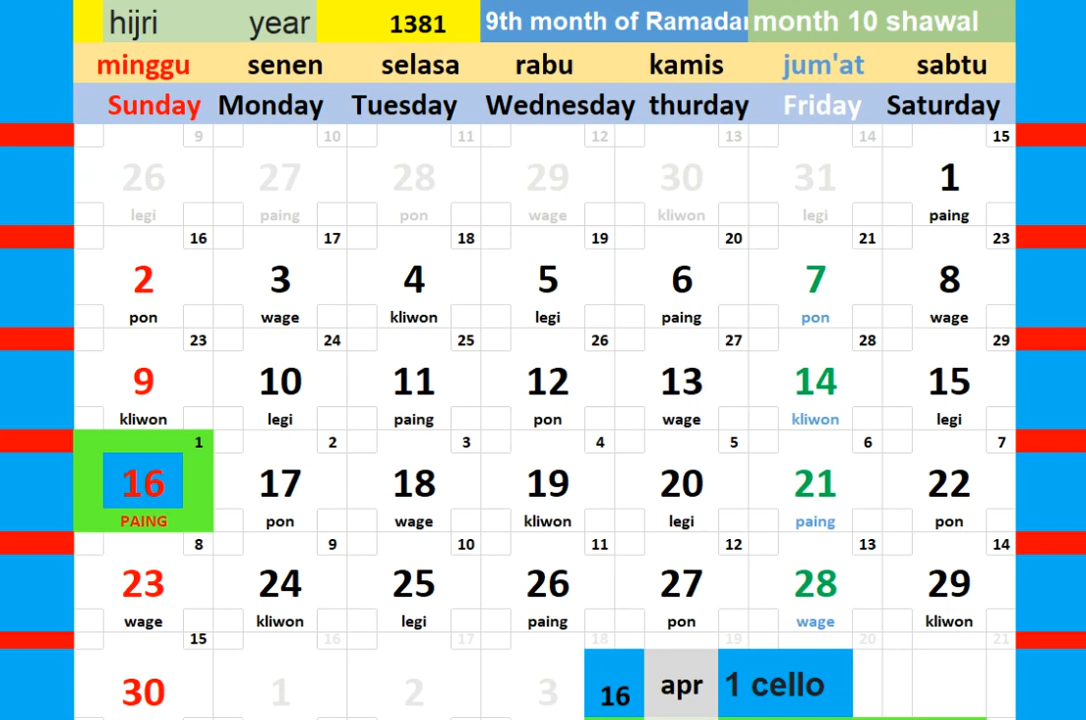 hijri year 1381 9th month of Ramadan month 10 shawal
minggu senen selasa rabu kamis jum'at sabtu
Sunday Monday Tuesday Wednesday thurday Friday Saturday
9 10 11 12 13 14 15
26 27 28 29 30 31 1
legi paing pon wage kliwon legi paing
16 17 18 19 20 21 23
2 3 4 5 6 7 8
pon wage kliwon legi paing pon wage
23 24 25 26 27 28 29
9 10 11 12 13 14 15
kliwon legi paing pon wage kliwon legi
1 2 3 4 5 6 7
16 17 18 19 20 21 22
PAING pon wage kliwon legi paing pon
8 9 10 11 12 13 14
23 24 25 26 27 28 29
wage kliwon legi paing pon wage kliwon
15 16 17 18 19 20 21
30 1 2 3 16 apr 1 cello